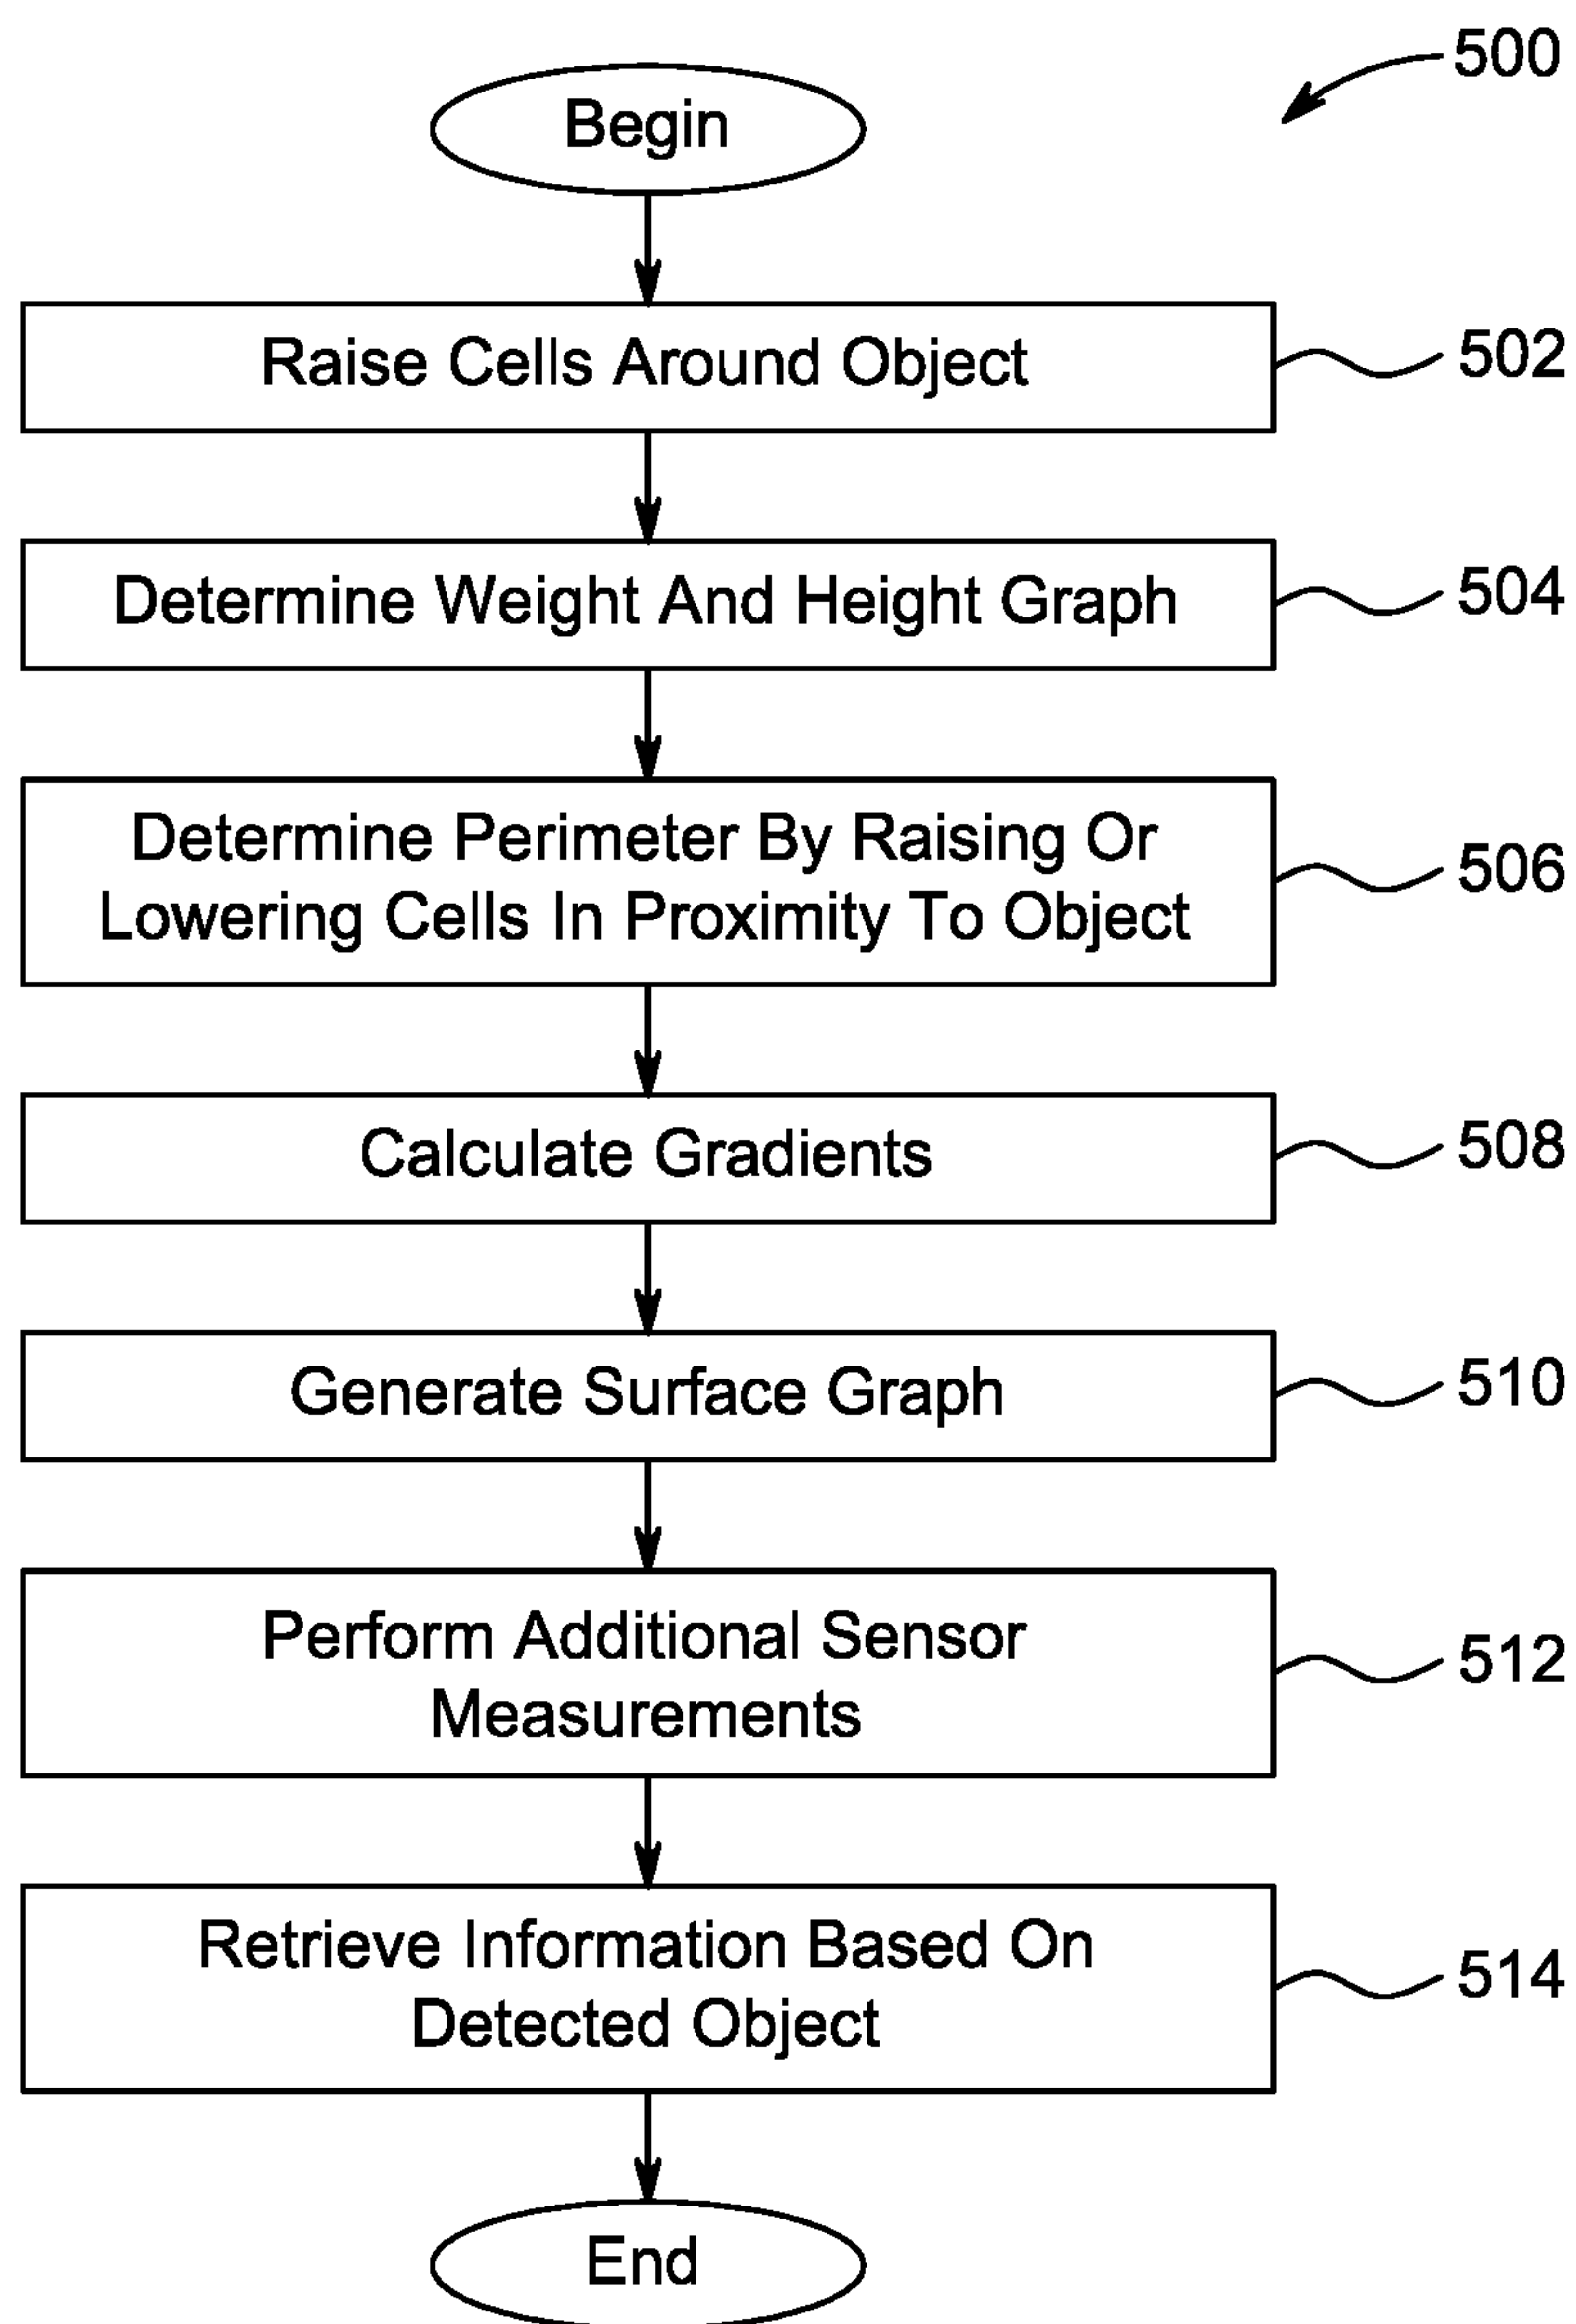 500
Begin
Raise Cells Around Object
502
Determine Weight And Height Graph
504
Determine Perimeter By Raising Or
Lowering Cells In Proximity To Object
506
Calculate Gradients
508
Generate Surface Graph
510
Perform Additional Sensor
Measurements
512
Retrieve Information Based On
Detected Object
514
End